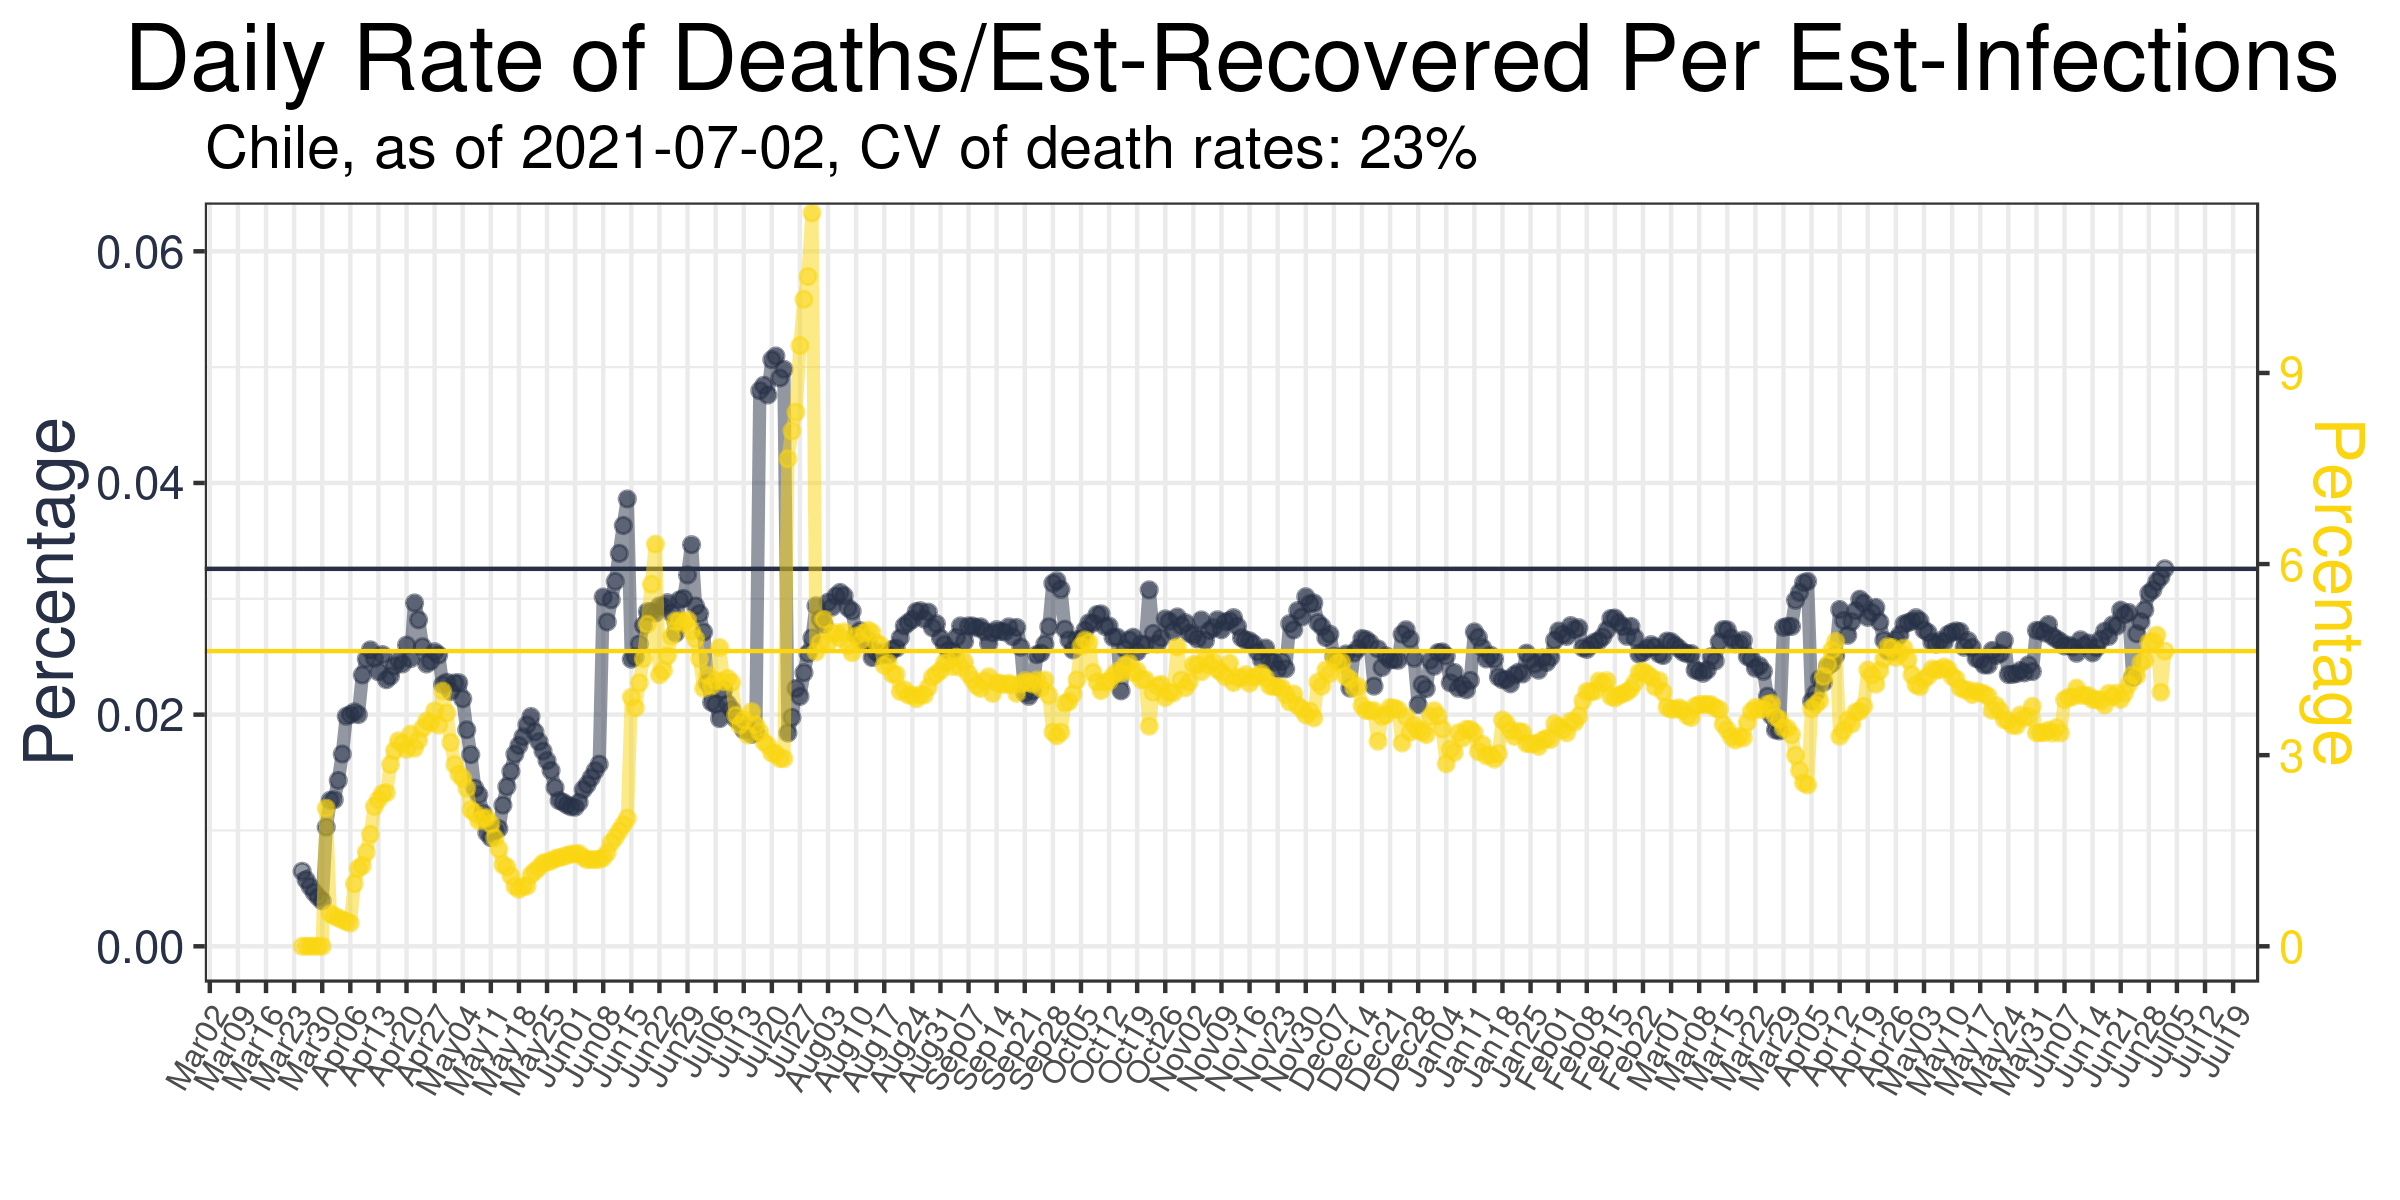 Daily Rate of Deaths/Est-Recovered Per Est-Infections
Chile, as of 2021-07-02, CV of death rates: 23%
Percentage
0.06
0.04
0.02
0.00
9
6
3
0
Percentage
Mar02
Mar09
Mar16
Mar23
Mar30
Apr06
Apr13
Apr20
Apr27
May04
May11
May18
May25
Jun01
Jun08
Jun15
Jun22
Jun29
Jul06
Jul13
Jul20
Jul27
Aug03
Aug10
Aug17
Aug24
Aug31
Sep07
Sep14
Sep21
Sep28
Oct05
Oct12
Oct19
Oct26
Nov02
Nov09
Nov16
Nov23
Nov30
Dec07
Dec14
Dec21
Dec28
Jan04
Jan11
Jan18
Jan25
Feb01
Feb08
Feb15
Feb22
Mar01
Mar08
Mar15
Mar22
Mar29
Apr05
Apr12
Apr19
Apr26
May03
May10
May17
May24
May31
Jun07
Jun14
Jun21
Jun28
Jul05
Jul12
Jul19